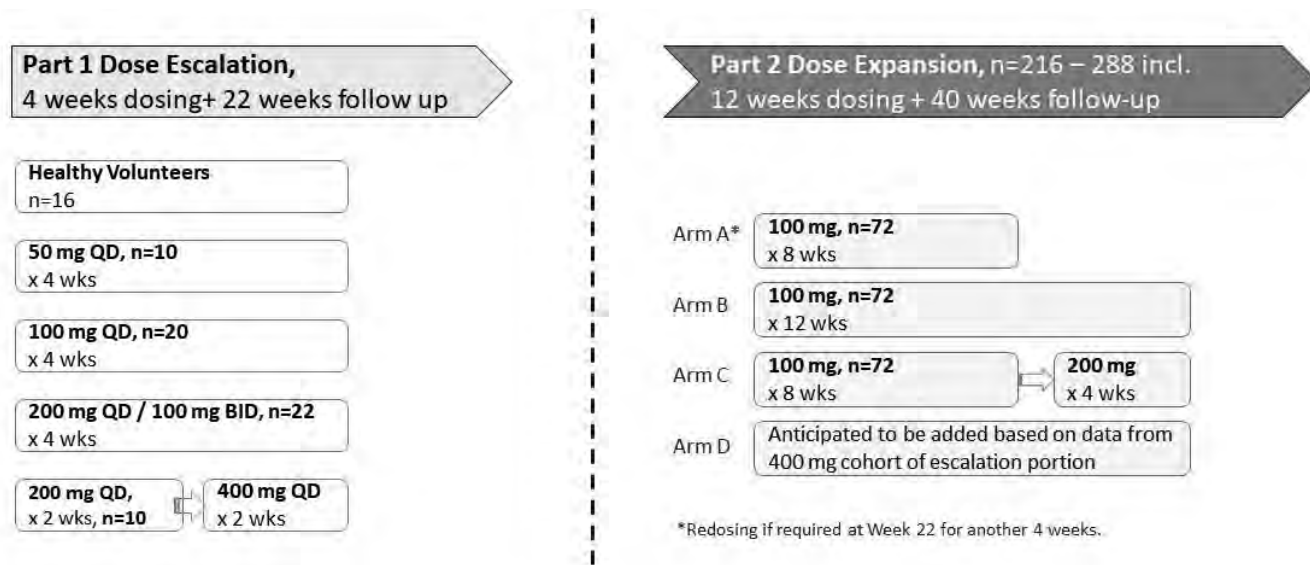 Part 1 Dose Escalation,
4 weeks dosing+ 22 weeks follow up
Healthy Volunteers
n=16
50 mg QD, n=10
x 4 wks
100 mg QD, n=20
x 4 wks
200 mg QD / 100 mg BID, n=22
x 4 wks
200 mg QD,
x 2 wks, n=10
400 mg QD
x 2 wks
Part 2 Dose Expansion, n=216 – 288 incl.
12 weeks dosing + 40 weeks follow-up
Arm A*
100 mg, n=72
x 8 wks
Arm B
100 mg, n=72
x 12 wks
Arm C
100 mg, n=72
x 8 wks
200 mg
x 4 wks
Arm D
Anticipated to be added based on data from
400 mg cohort of escalation portion
*Redosing if required at Week 22 for another 4 weeks.